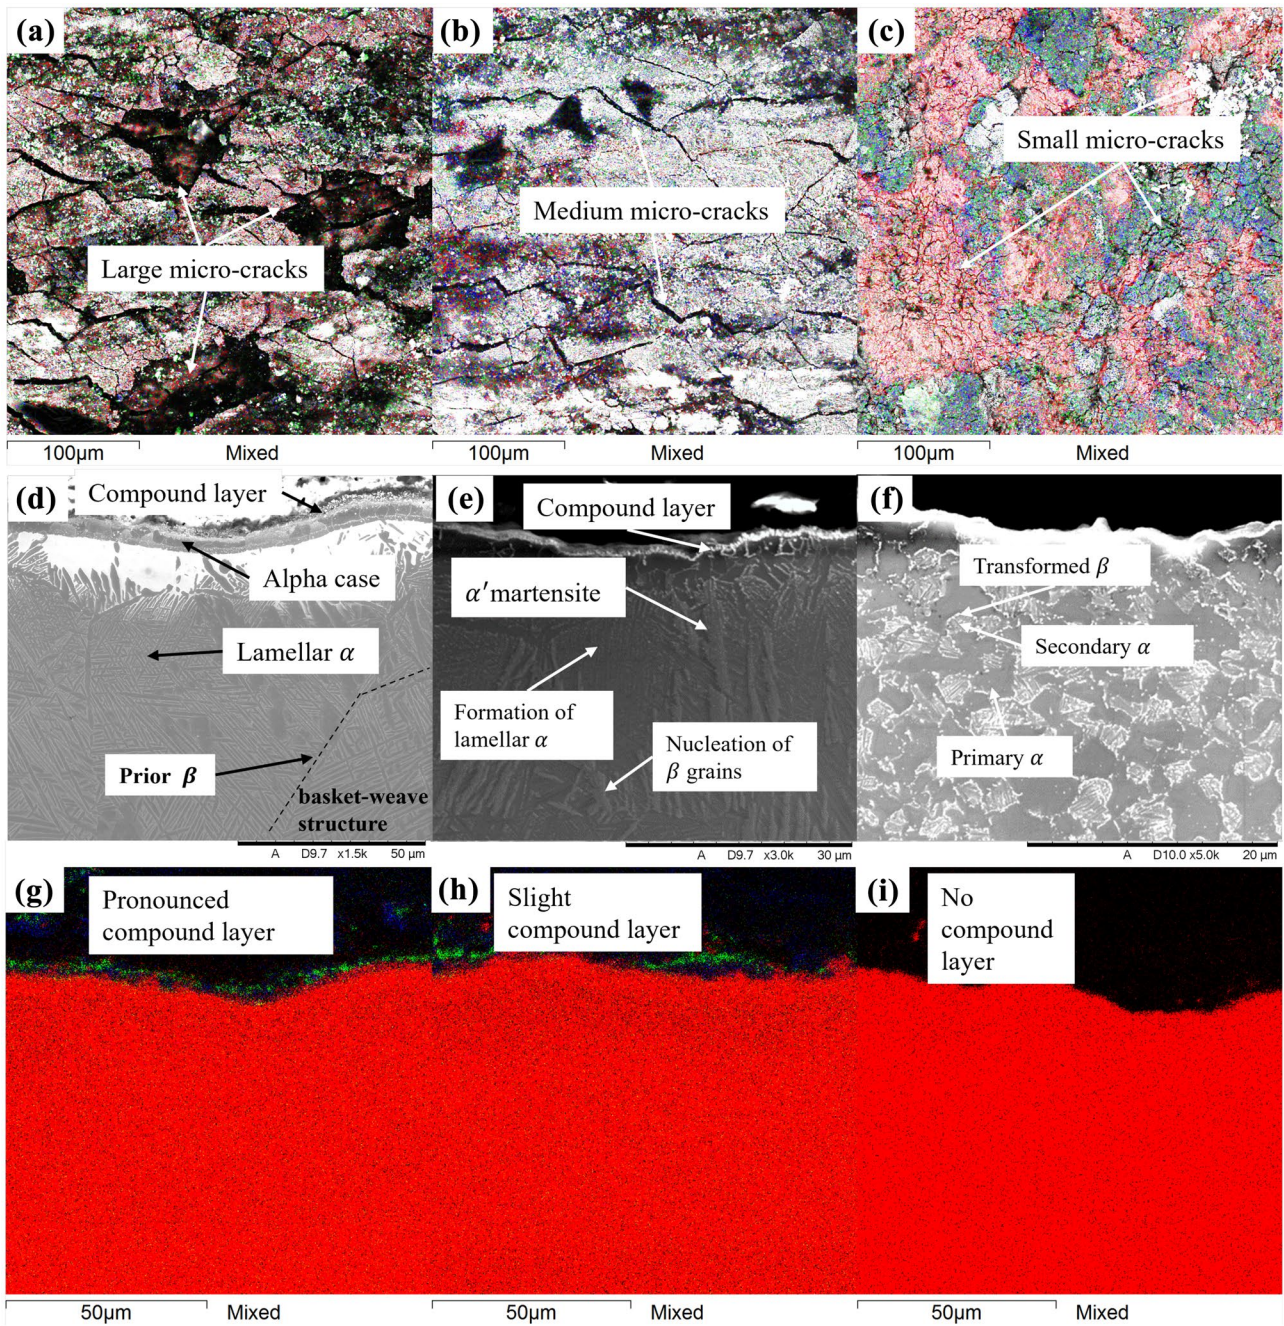 (a)
(b)
(c)
Small micro-cracks
Medium micro-cracks
Large micro-cracks
100μm Mixed
100μm Mixed
100μm Mixed
(d)
Compound layer
Alpha case
Lamellar α
Prior β
basket-weave
structure
A D9.7 x1.5k 50 μm
(e)
Compound layer
α′martensite
Formation of
lamellar α
Nucleation of
β grains
A D9.7 x3.0k 30 μm
(f)
Transformed β
Secondary α
Primary α
A D10.0 x5.0k 20 μm
(g)
Pronounced
compound layer
(h)
Slight
compound layer
(i)
No
compound
layer
50μm Mixed
50μm Mixed
50μm Mixed